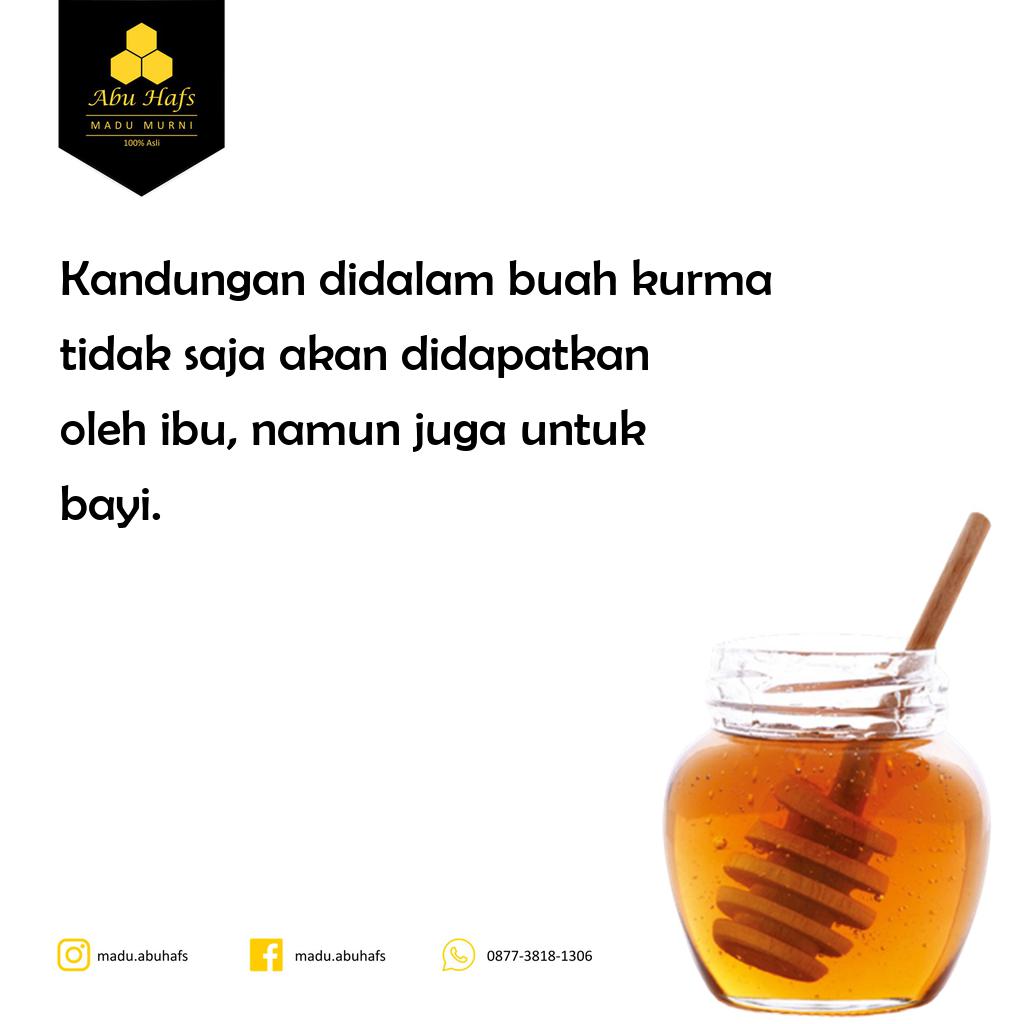 Abu Hafs
MADU MURNI
100% Asli
Kandungan didalam buah kurma
tidak saja akan didapatkan
oleh ibu, namun juga untuk
bayi.
madu.abuhafs
madu.abuhafs
0877-3818-1306